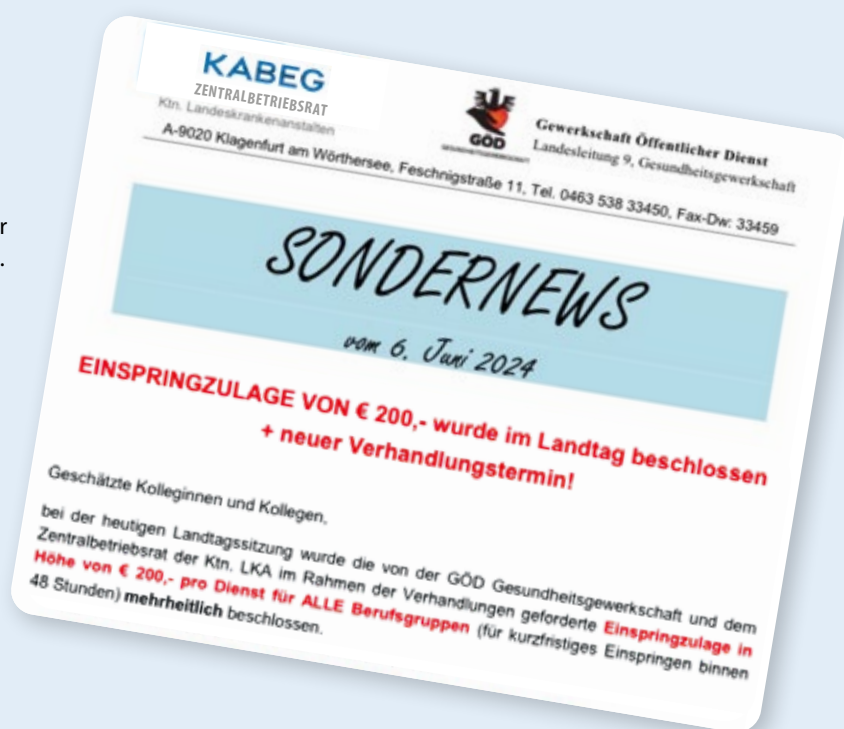 r
.
KABEG
ZENTRALBETRIEBSRAT
Ktn. Landeskrankenanstalten
GÖD
Gewerkschaft Öffentlicher Dienst
Landesleitung 9, Gesundheitsgewerkschaft
A-9020 Klagenfurt am Wörthersee, Feschnigstraße 11, Tel. 0463 538 33450, Fax-Dw: 33459
SONDERNEWS
vom 6. Juni 2024
EINSPRINGZULAGE VON € 200,- wurde im Landtag beschlossen
+ neuer Verhandlungstermin!
Geschätzte Kolleginnen und Kollegen,
bei der heutigen Landtagssitzung wurde die von der GÖD Gesundheitsgewerkschaft und dem
Zentralbetriebsrat der Ktn. LKA im Rahmen der Verhandlungen geforderte Einspringzulage in
Höhe von € 200,- pro Dienst für ALLE Berufsgruppen (für kurzfristiges Einspringen binnen
48 Stunden) mehrheitlich beschlossen.